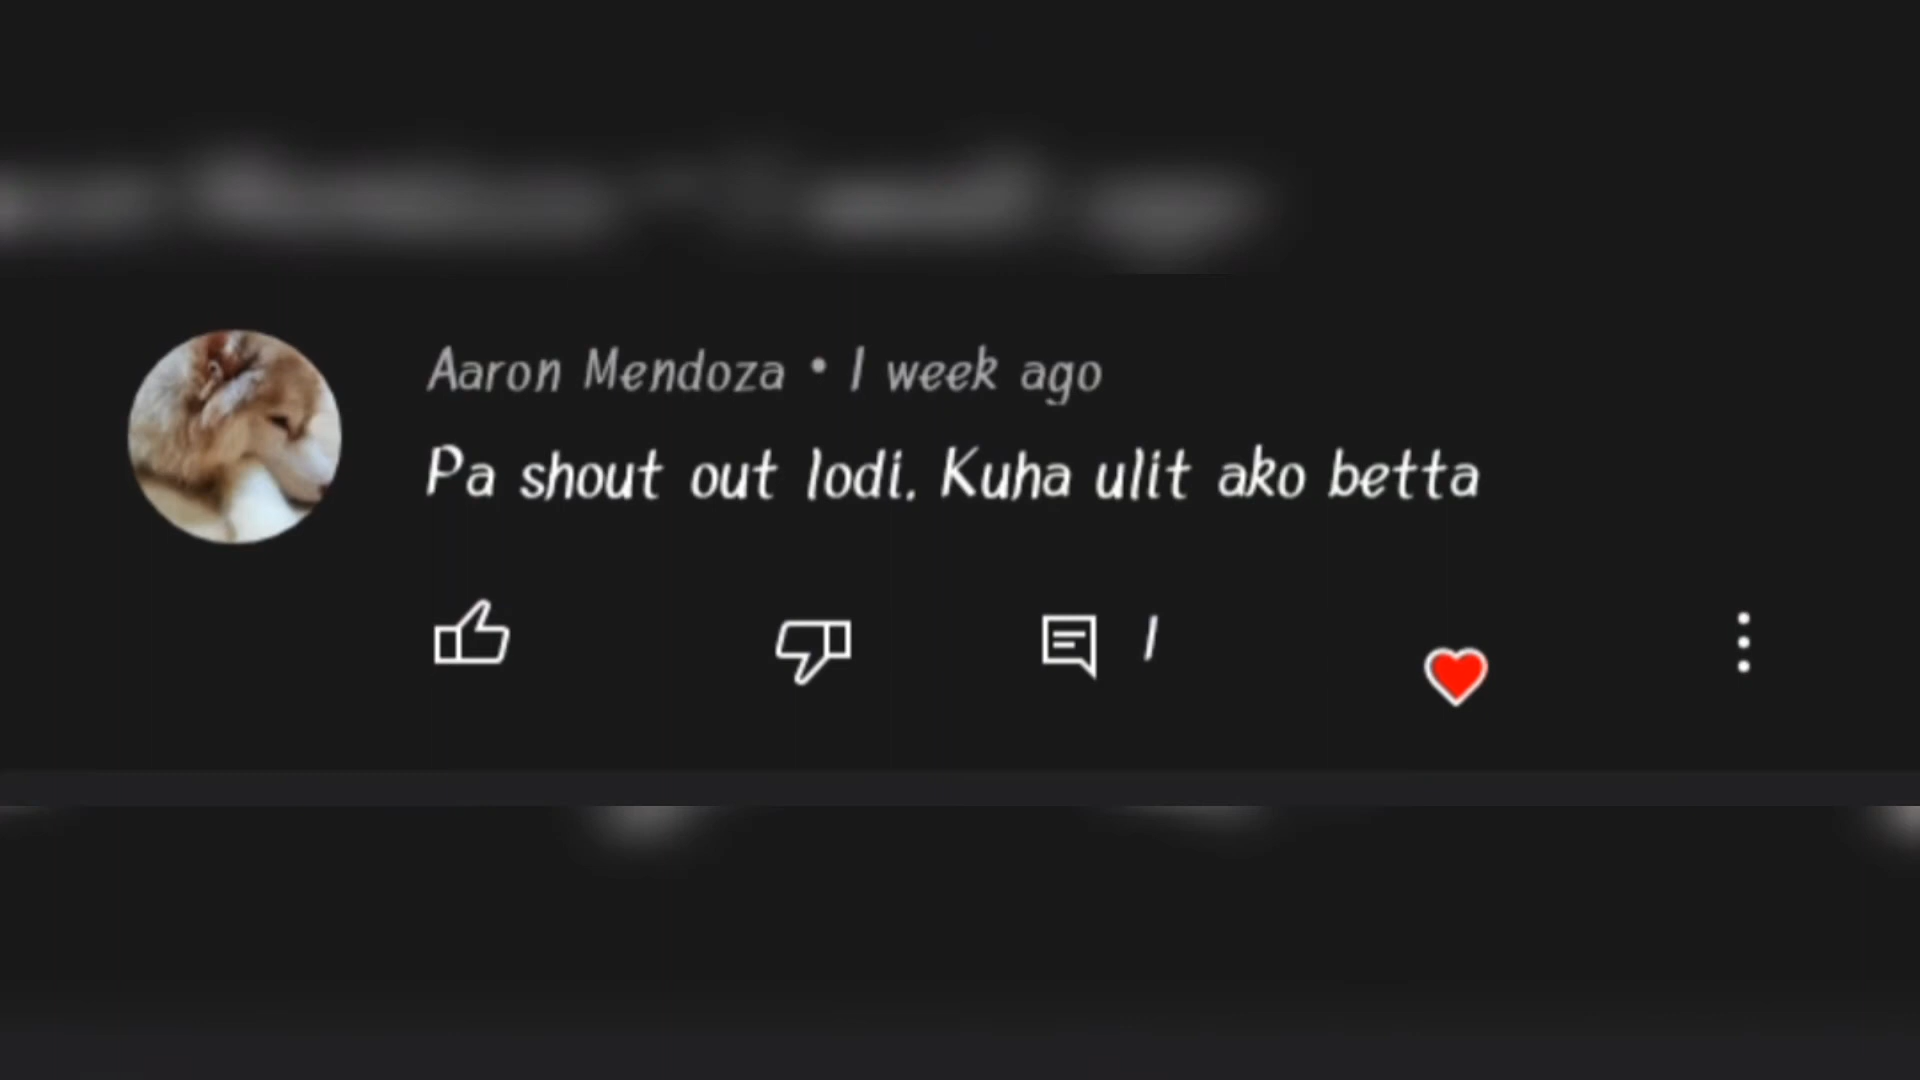 Aaron Mendoza • 1 week ago
Pa shout out lodi. Kuha ulit ako betta
1